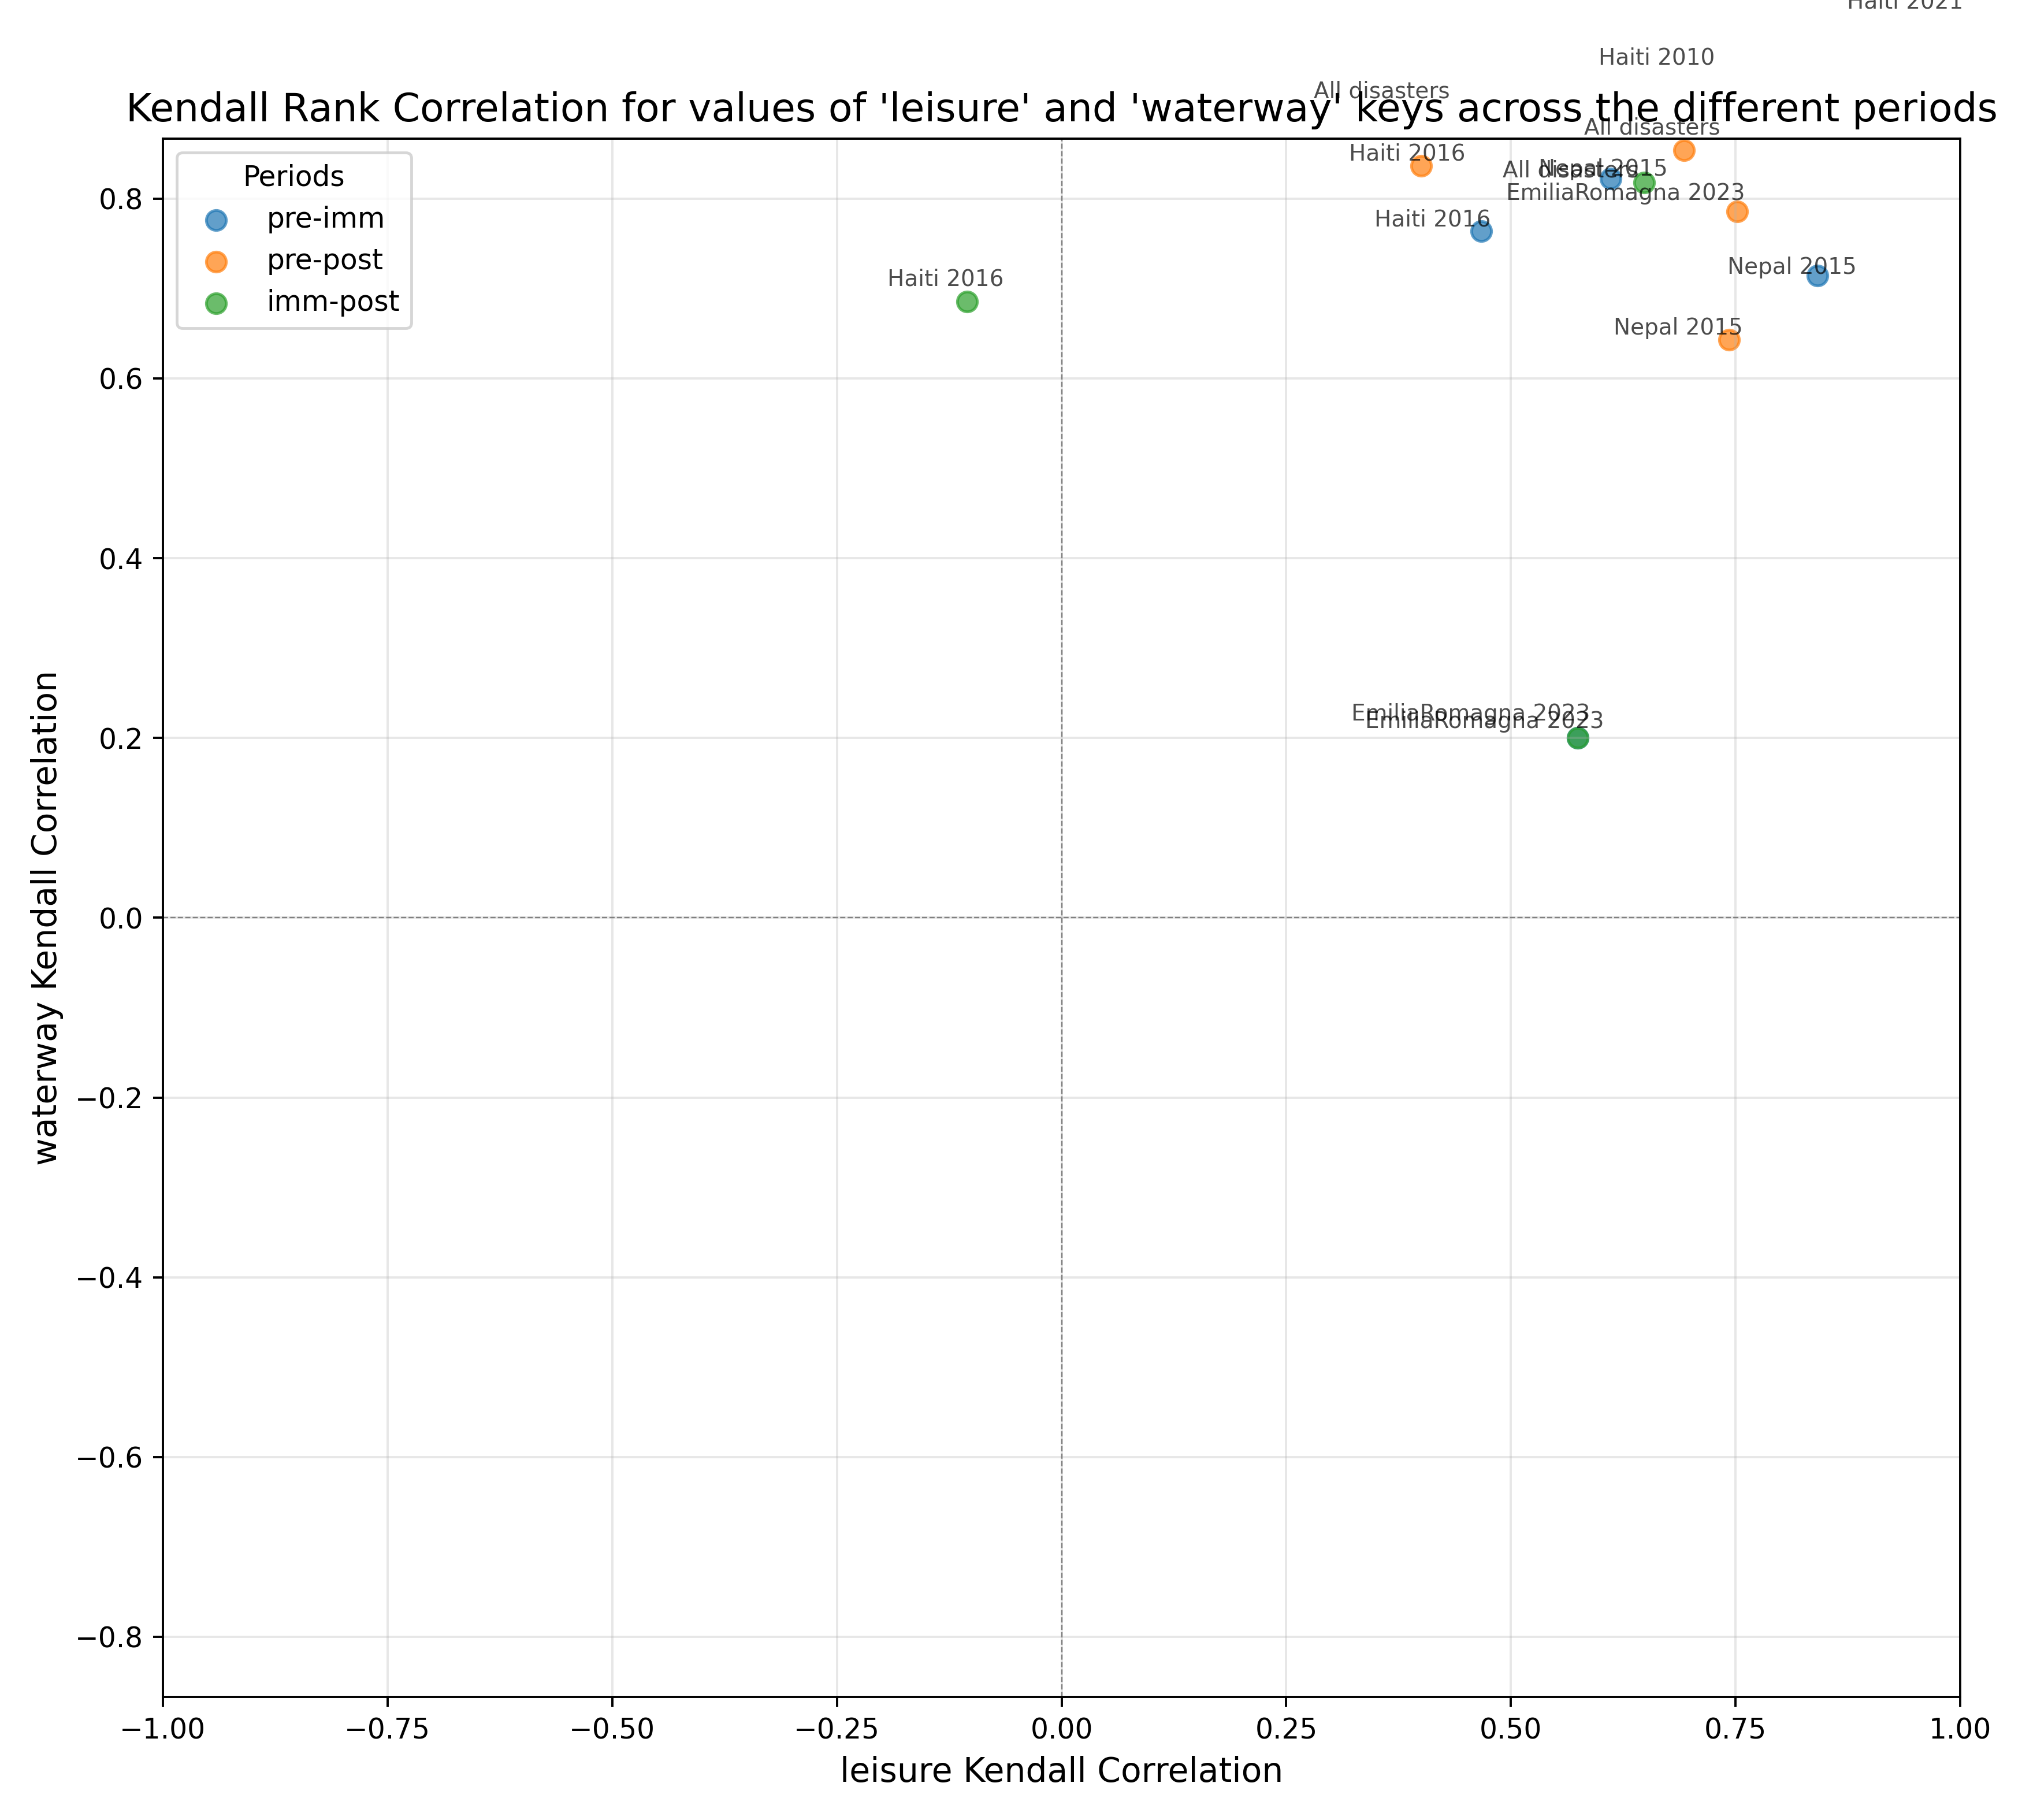 Haiti 2021
Haiti 2010
All disasters
Kendall Rank Correlation for values of 'leisure' and 'waterway' keys across the different periods
All disasters
Haiti 2016
Nepal 2015
All disasters
EmiliaRomagna 2023
Haiti 2016
Nepal 2015
Haiti 2016
Nepal 2015
EmiliaRomagna 2023
EmiliaRomagna 2023
Periods
pre-imm
pre-post
imm-post
0.8
0.6
0.4
0.2
0.0
−0.2
−0.4
−0.6
−0.8
waterway Kendall Correlation
−1.00
−0.75
−0.50
−0.25
0.00
0.25
0.50
0.75
1.00
leisure Kendall Correlation